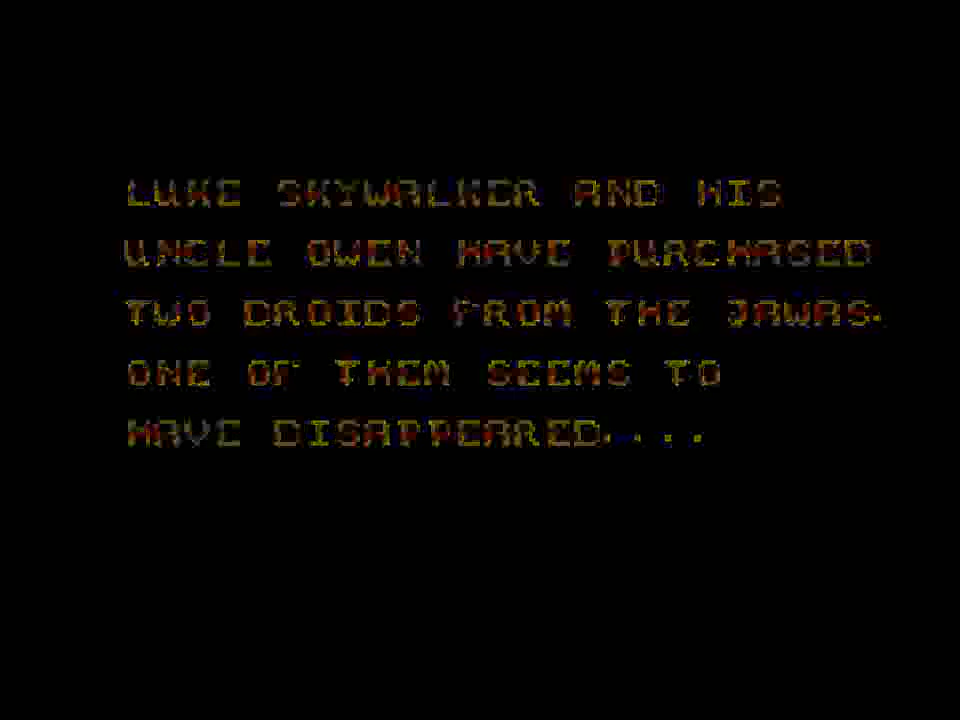 LUKE SKYWALKER AND HIS
UNCLE OWEN HAVE PURCHASED
TWO DROIDS FROM THE JAWAS.
ONE OF THEM SEEMS TO
HAVE DISAPPEARED....